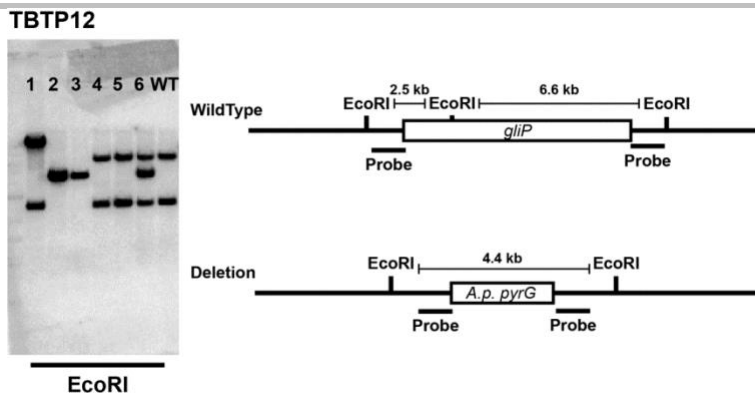 TBTP12
1 2 3 4 5 6 WT
EcoRI
WildType
2.5 kb 6.6 kb
EcoRI EcoRI EcoRI
gliP
Probe Probe
Deletion
4.4 kb
EcoRI EcoRI
A.p. pyrG
Probe Probe